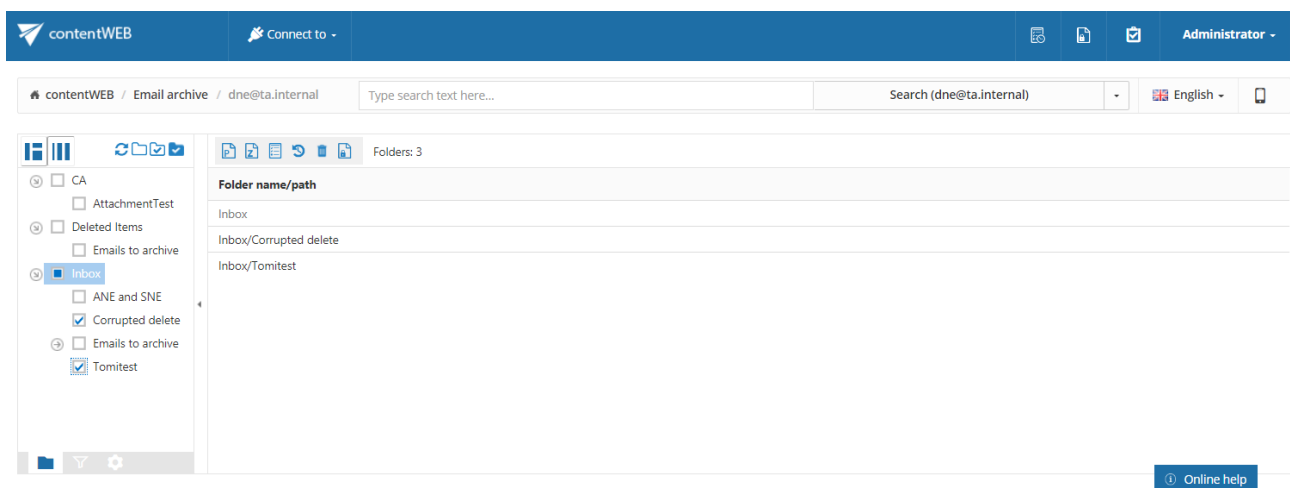 contentWEB Connect to Administrator
contentWEB / Email archive / dne@ta.internal Type search text here... Search (dne@ta.internal) English
Folders: 3
CA
Folder name/path
AttachmentTest
Inbox
Deleted Items
Inbox/Corrupted delete
Emails to archive
Inbox/Tomitest
Inbox
ANE and SNE
Corrupted delete
Emails to archive
Tomitest
Online help